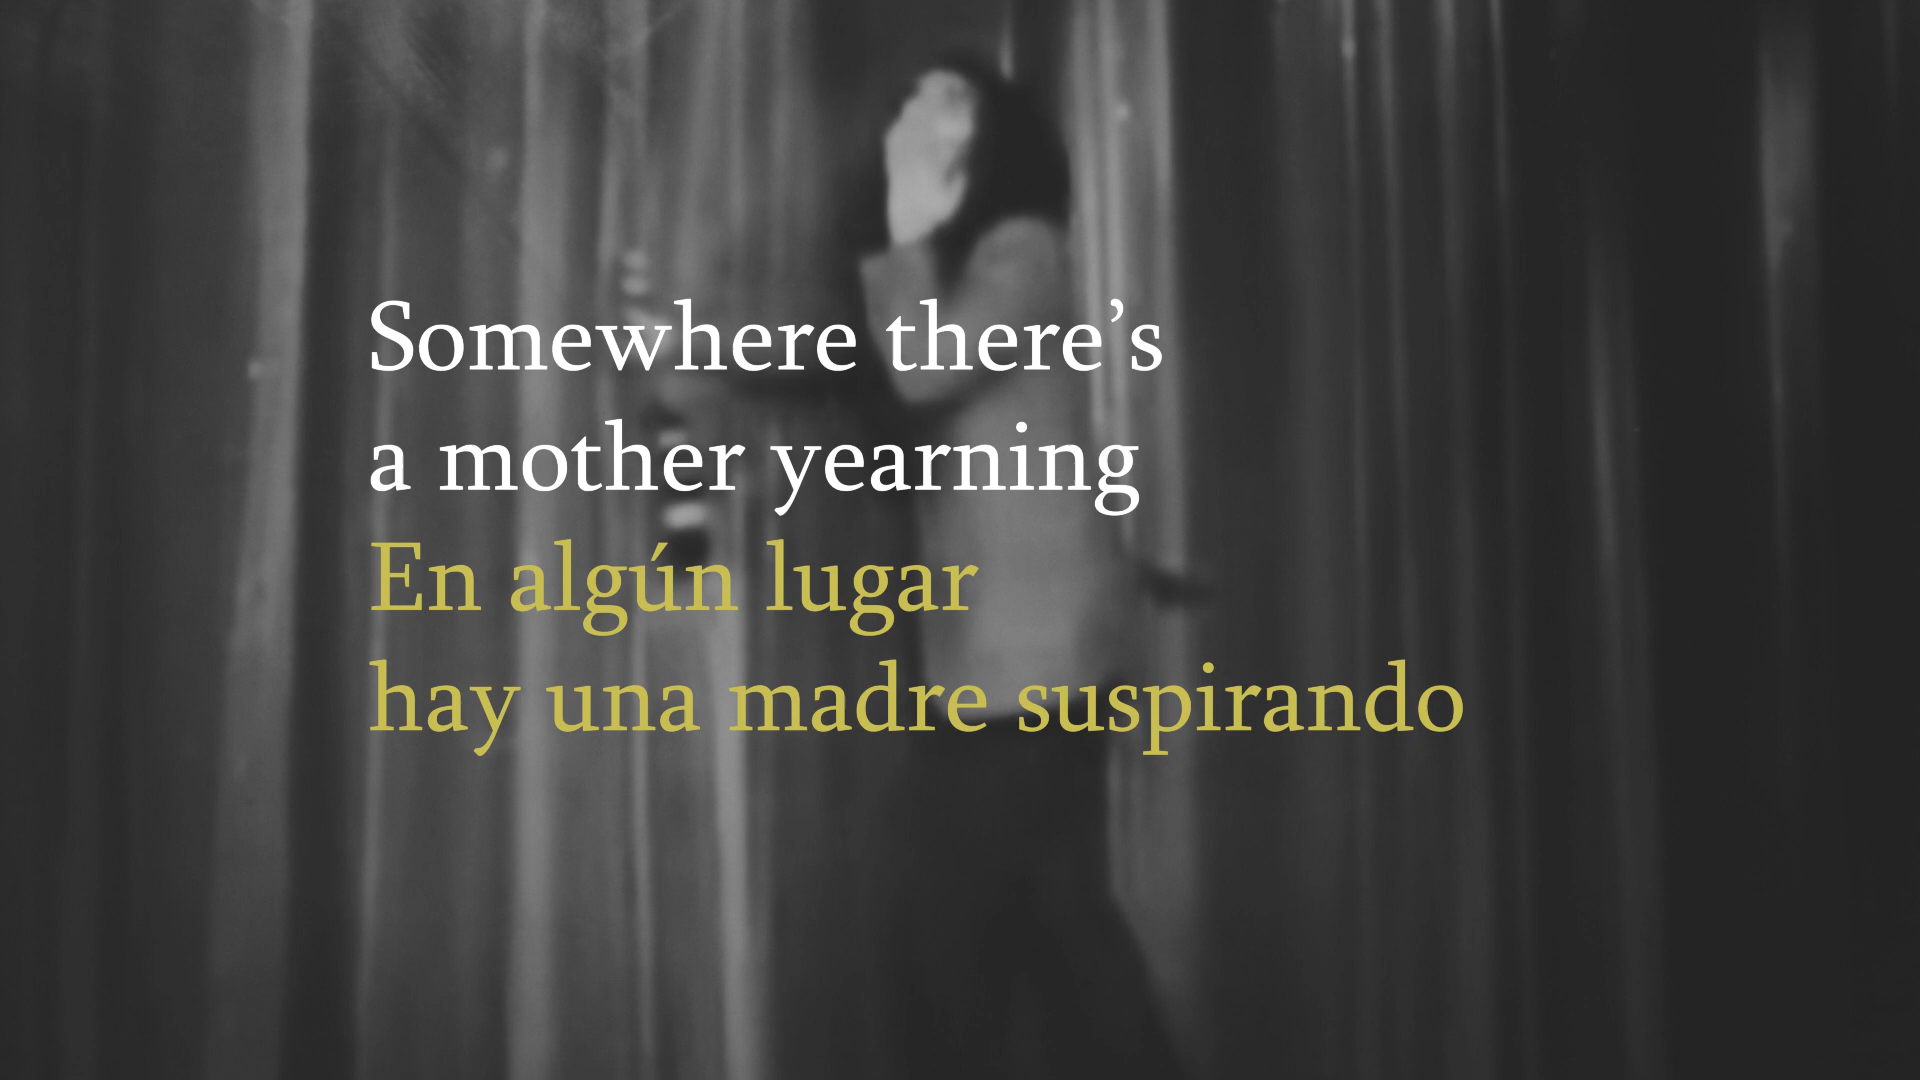 Somewhere there’s
a mother yearning
En algún lugar
hay una madre suspirando